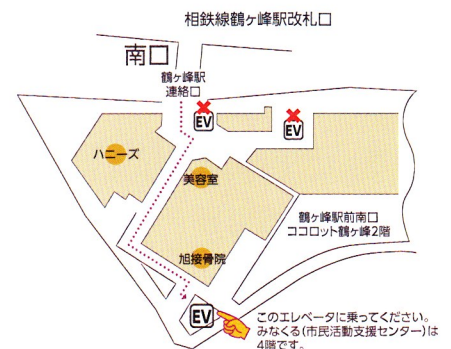 相鉄線鶴ヶ峰駅改札口
南口
鶴ヶ峰駅
連絡口
EV
EV
ハニーズ
美容室
鶴ヶ峰駅前南口
ココロット鶴ヶ峰2階
旭接骨院
EV
このエレベータに乗ってください。
みなくる(市民活動支援センター)は
4階です。